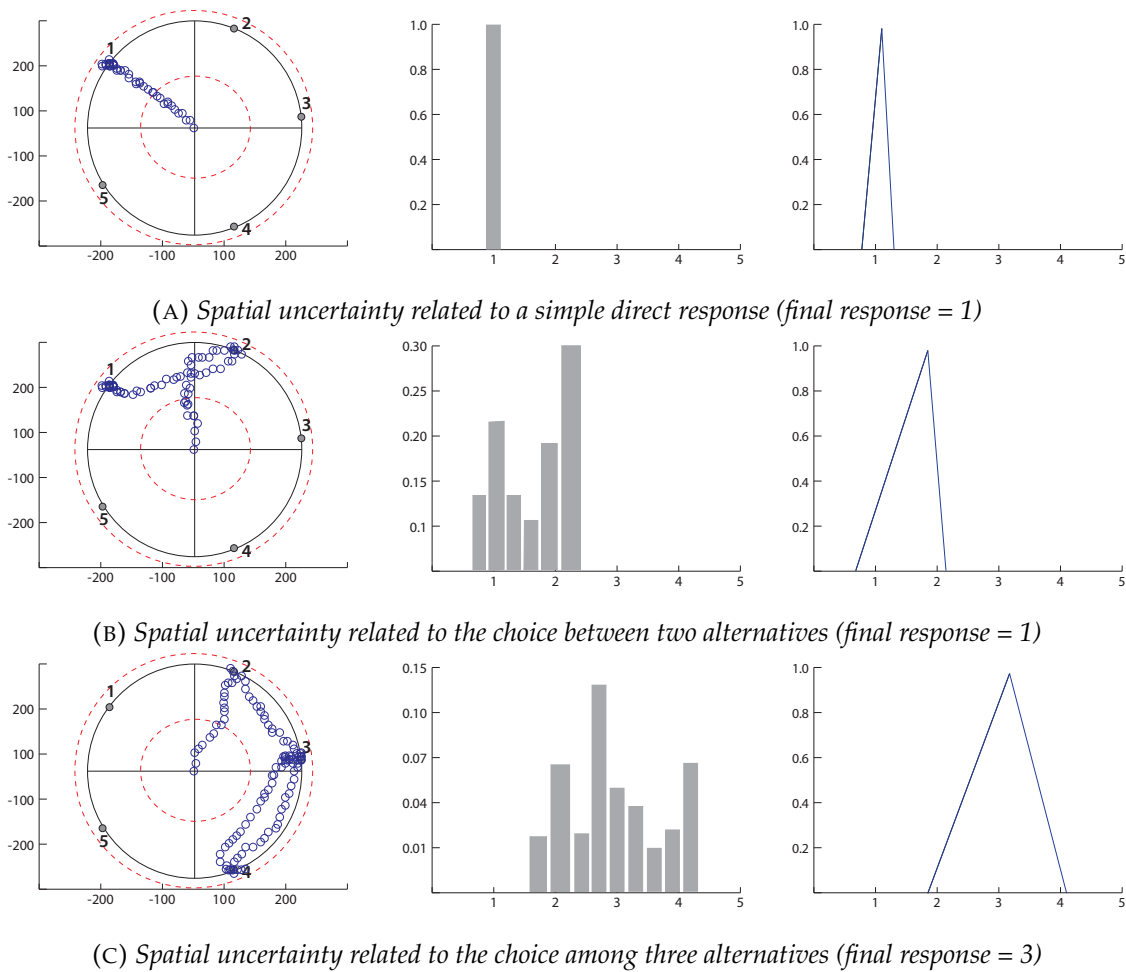 1 2 3 4 5
200
100
-100
-200
-200 -100 100 200
1.0
0.8
0.6
0.4
0.2
1 2 3 4 5
1.0
0.8
0.6
0.4
0.2
1 2 3 4 5
(A) Spatial uncertainty related to a simple direct response (final response = 1)
1 2 3 4 5
200
100
-100
200
-200 -100 100 200
0.30
0.20
0.15
0.1
1 2 3 4 5
1.0
0.8
0.6
0.4
0.2
1 2 3 4 5
(B) Spatial uncertainty related to the choice between two alternatives (final response = 1)
1 2 3 4 5
200
100
-100
-200
-200 -100 100 200
0.15
0.10
0.07
0.04
0.01
1 2 3 4 5
1.0
0.8
0.6
0.4
0.2
1 2 3 4 5
(C) Spatial uncertainty related to the choice among three alternatives (final response = 3)